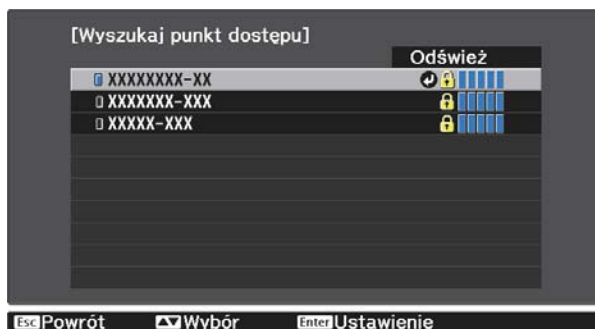 [Wyszukaj punkt dostępu]
Odśwież
XXXXXXXX-XX
XXXXXXX-XXX
XXXXX-XXX
Esc Powrót Wybór Enter Ustawienie